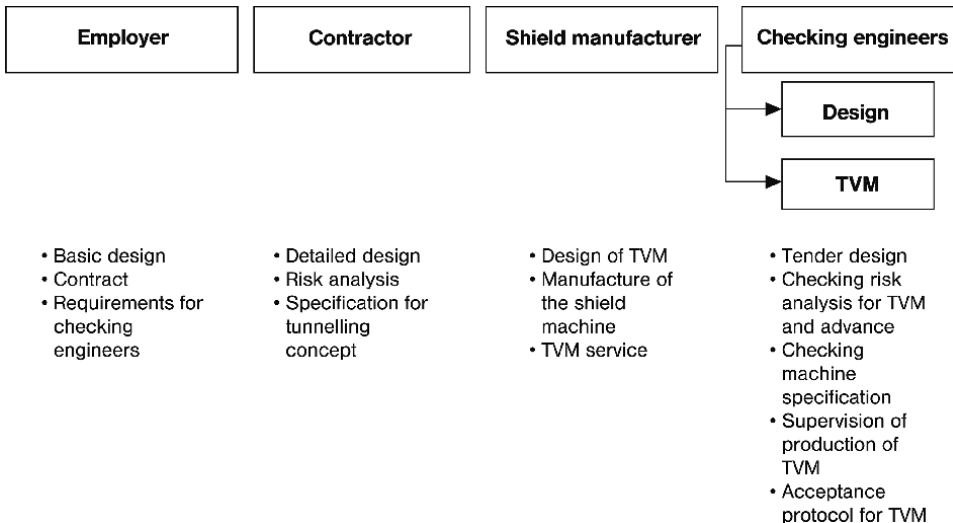 Employer
Contractor
Shield manufacturer
Checking engineers
Design
TVM
• Basic design
• Contract
• Requirements for
checking
engineers
• Detailed design
• Risk analysis
• Specification for
tunnelling
concept
• Design of TVM
• Manufacture of
the shield
machine
• TVM service
• Tender design
• Checking risk
analysis for TVM
and advance
• Checking
machine
specification
• Supervision of
production of
TVM
• Acceptance
protocol for TVM